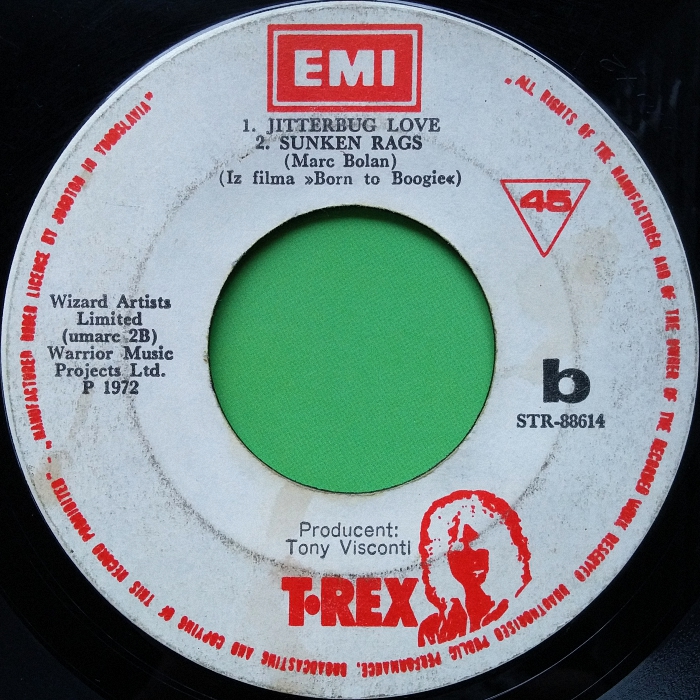 EMI
1. JITTERBUG LOVE
2. SUNKEN RAGS
(Marc Bolan)
(Iz filma »Born to Boogie«)
45
Wizard Artists
Limited
(umarc 2B)
Warrior Music
Projects Ltd.
P 1972
b
STR-88614
Producent:
Tony Visconti
T•REX
"MANUFACTURED UNDER LICENCE BY JUGOTON IN YUGOSLAVIA"
"ALL RIGHTS OF THE MANUFACTURER AND OF THE OWNER OF THE RECORDED WORK RESERVED UNAUTHORISED PUBLIC PERFORMANCE, BROADCASTING AND COPYING OF THIS RECORD PROHIBITED"